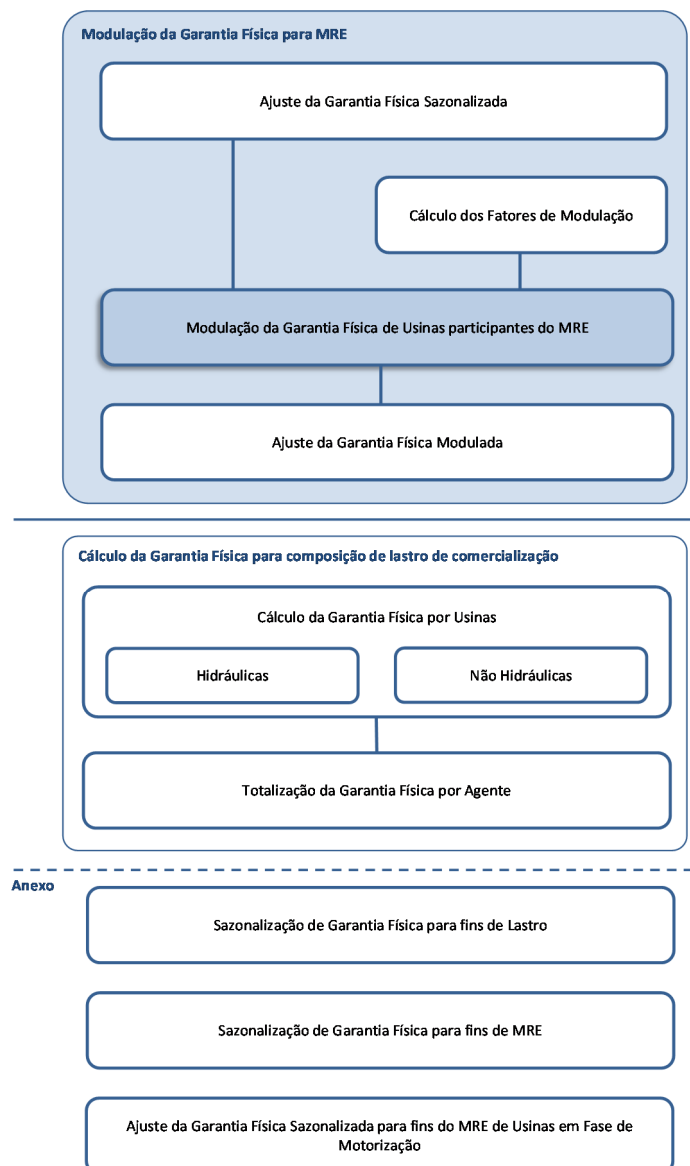 Modulação da Garantia Física para MRE
Ajuste da Garantia Física Sazonalizada
Cálculo dos Fatores de Modulação
Modulação da Garantia Física de Usinas participantes do MRE
Ajuste da Garantia Física Modulada
Cálculo da Garantia Física para composição de lastro de comercialização
Cálculo da Garantia Física por Usinas
Hidráulicas
Não Hidráulicas
Totalização da Garantia Física por Agente
Anexo
Sazonalização de Garantia Física para fins de Lastro
Sazonalização de Garantia Física para fins de MRE
Ajuste da Garantia Física Sazonalizada para fins do MRE de Usinas em Fase de
Motorização